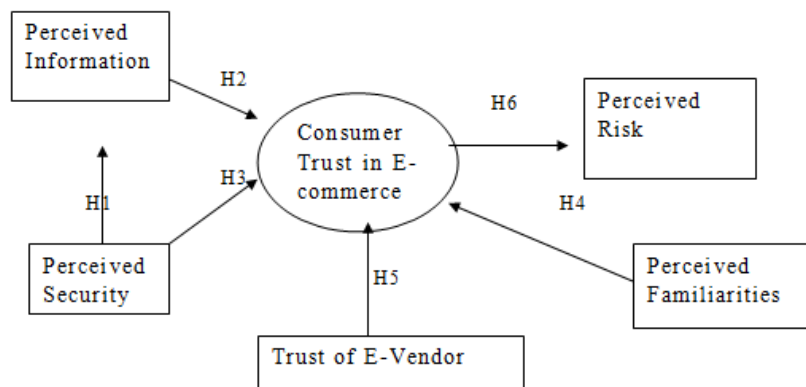 Perceived
Information
H2
H6
Perceived
Risk
Consumer
Trust in E-
commerce
H3
H1
H4
Perceived
Security
H5
Perceived
Familiarities
Trust of E-Vendor